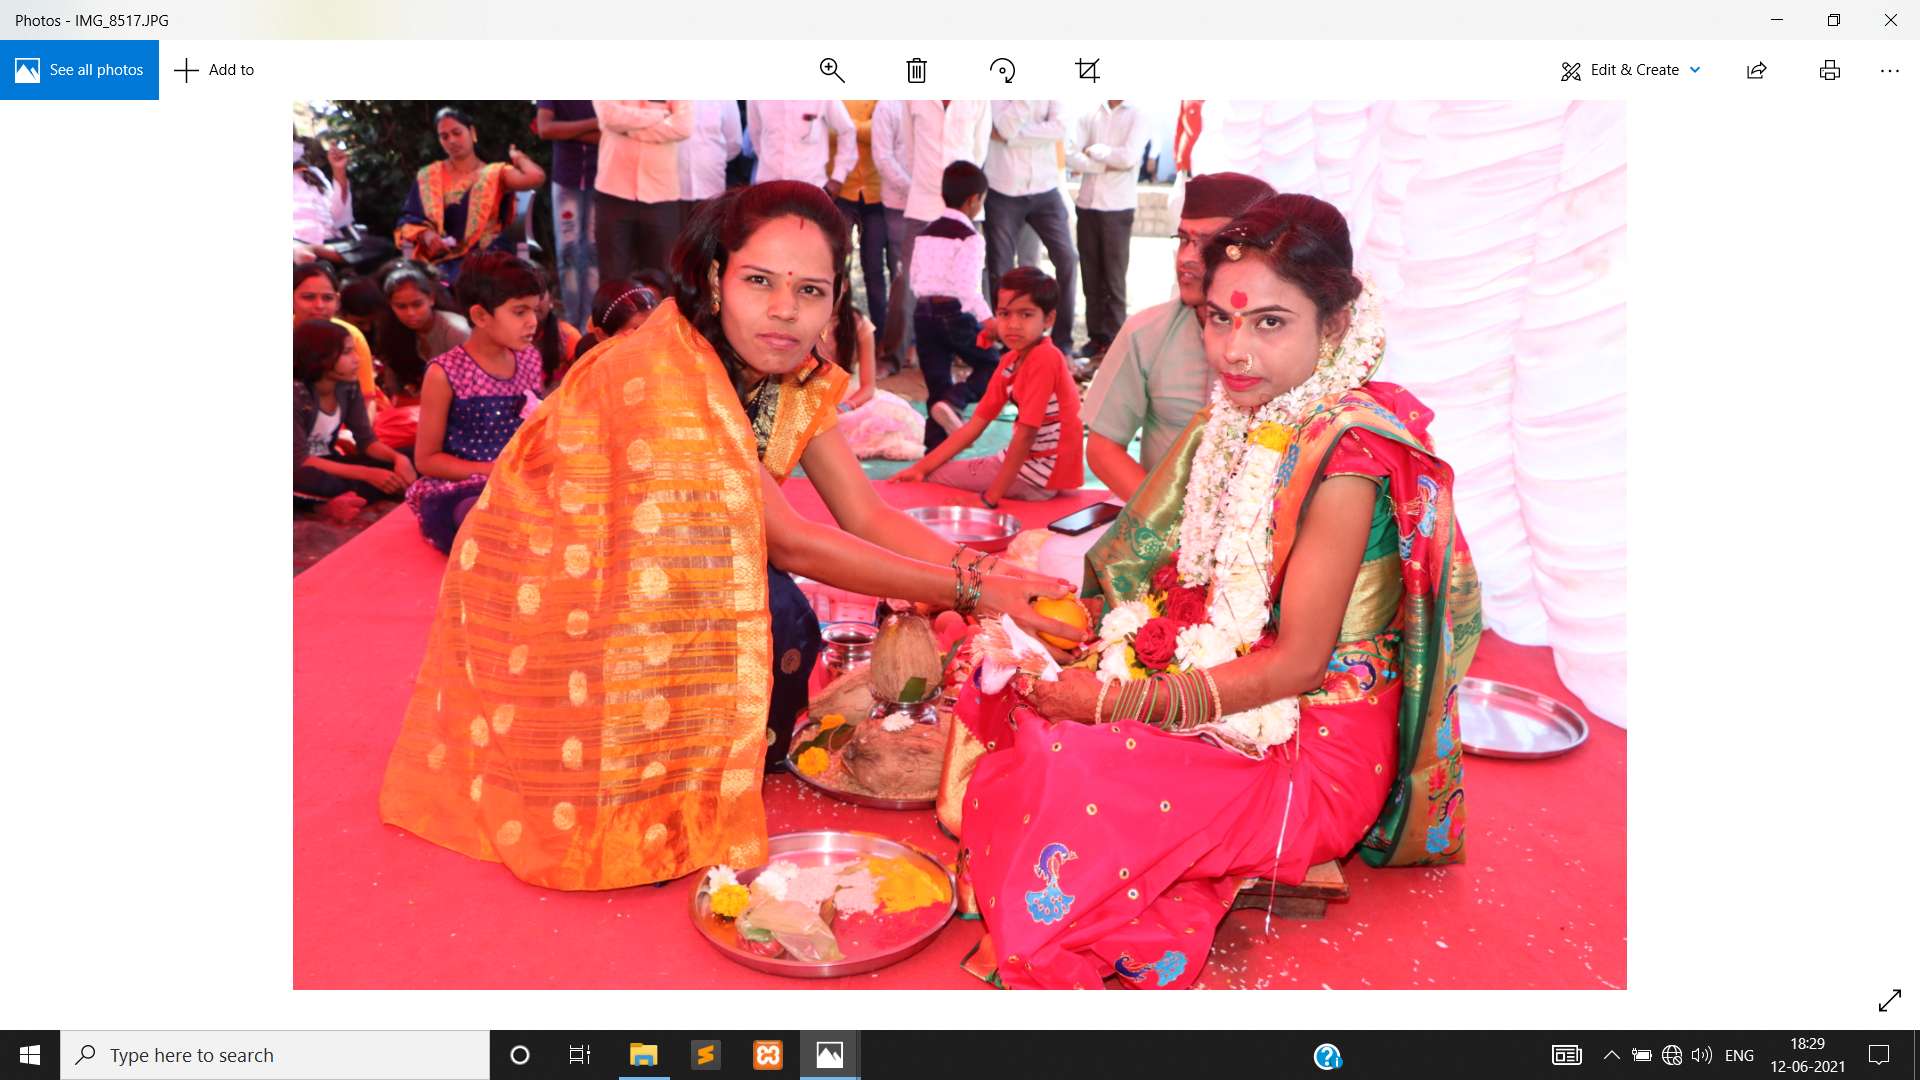 Photos - IMG_8517.JPG
See all photos
Add to
Edit & Create
Type here to search
ENG
18:29
12-06-2021